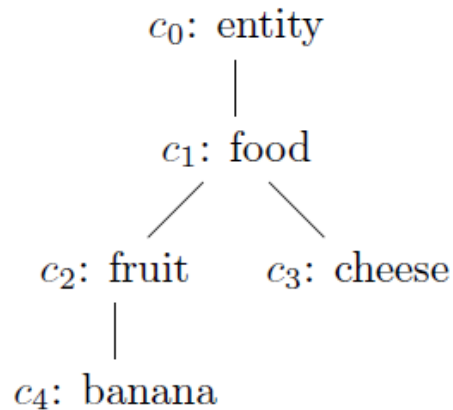 c₀: entity
c₁: food
c₂: fruit c₃: cheese
c₄: banana